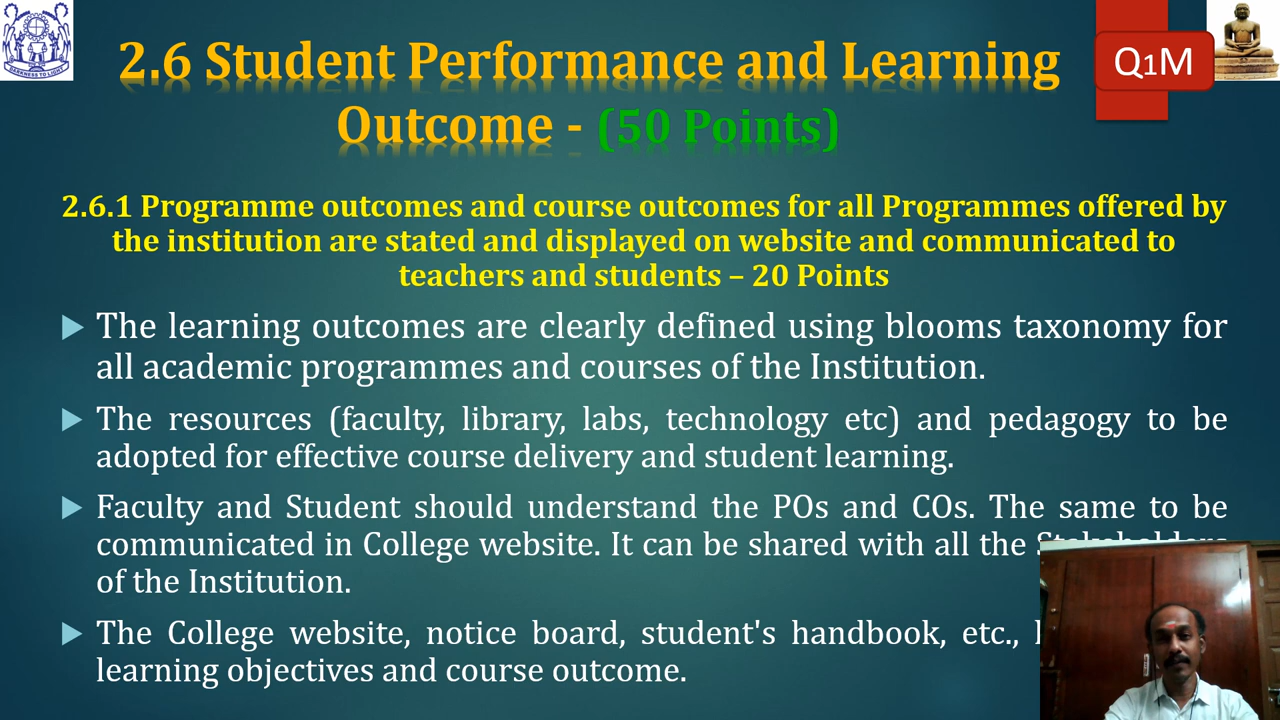 2.6 Student Performance and Learning
Outcome - (50 Points)
Q1M
2.6.1 Programme outcomes and course outcomes for all Programmes offered by
the institution are stated and displayed on website and communicated to
teachers and students – 20 Points
The learning outcomes are clearly defined using blooms taxonomy for
all academic programmes and courses of the Institution.
The resources (faculty, library, labs, technology etc) and pedagogy to be
adopted for effective course delivery and student learning.
Faculty and Student should understand the POs and COs. The same to be
communicated in College website. It can be shared with all the Stakeholders
of the Institution.
The College website, notice board, student's handbook, etc.,
learning objectives and course outcome.